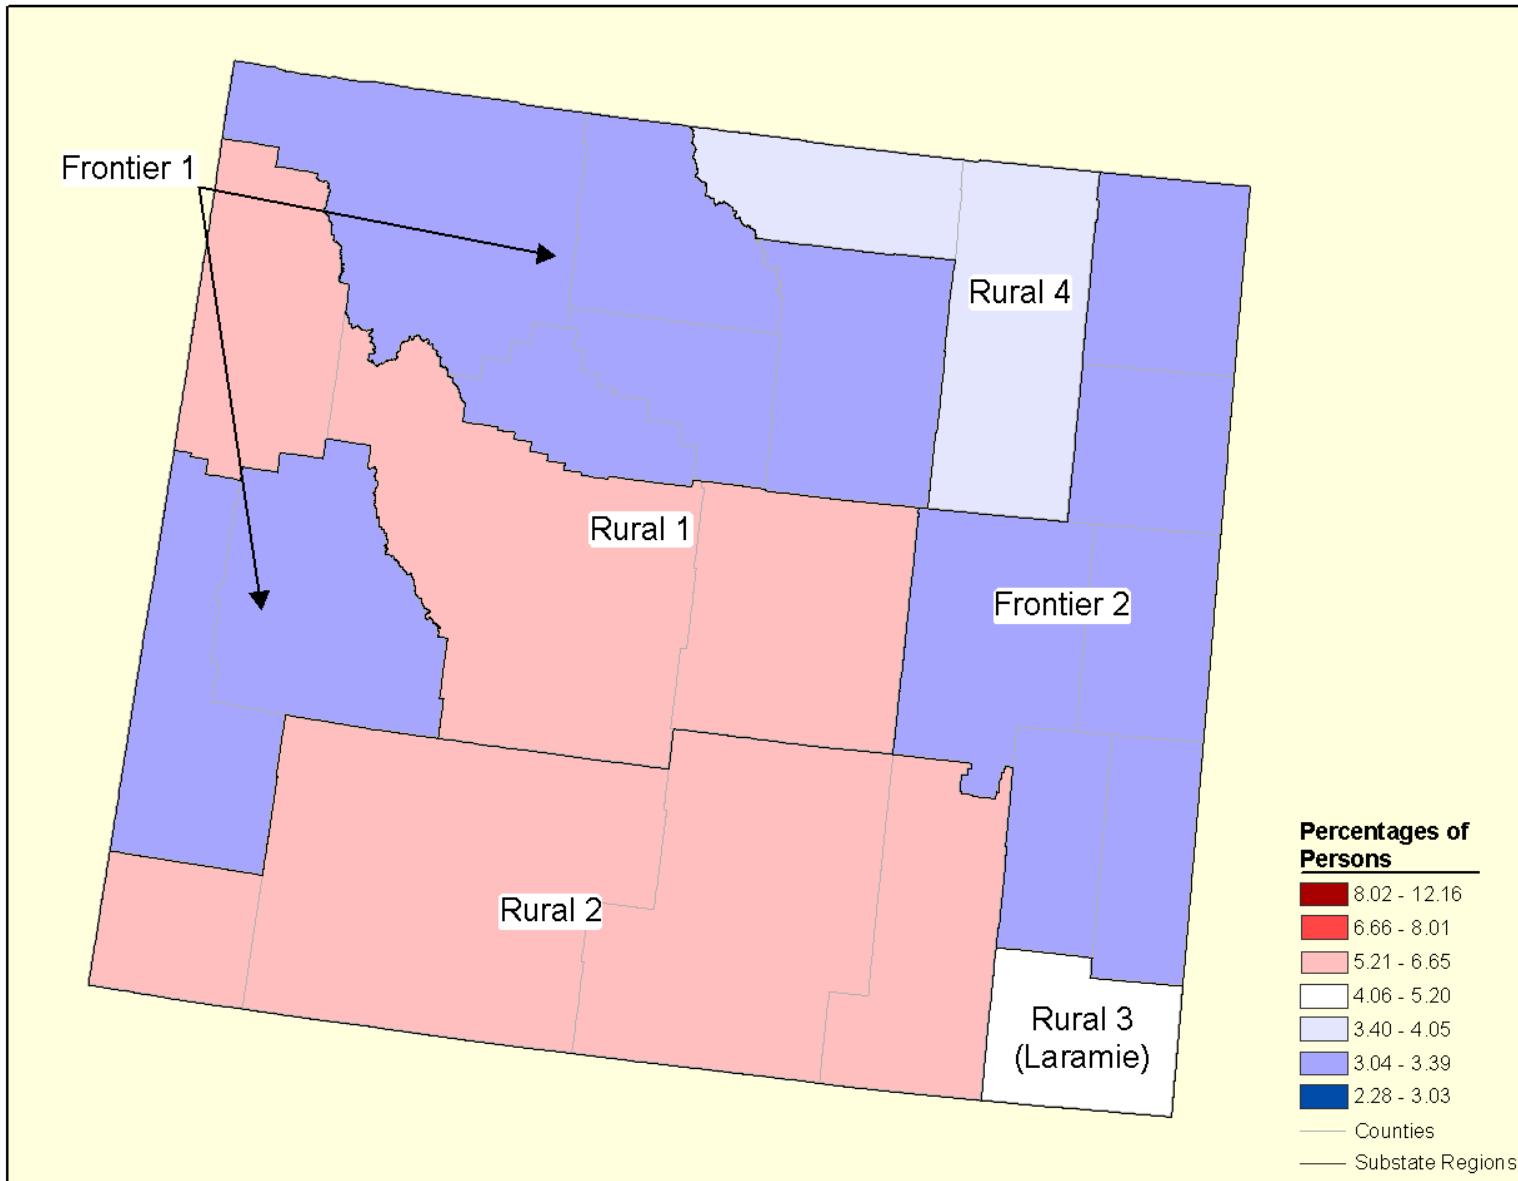 Frontier 1
Rural 4
Rural 1
Frontier 2
Rural 2
Rural 3
(Laramie)
Percentages of
Persons
8.02 - 12.16
6.66 - 8.01
5.21 - 6.65
4.06 - 5.20
3.40 - 4.05
3.04 - 3.39
2.28 - 3.03
Counties
Substate Regions